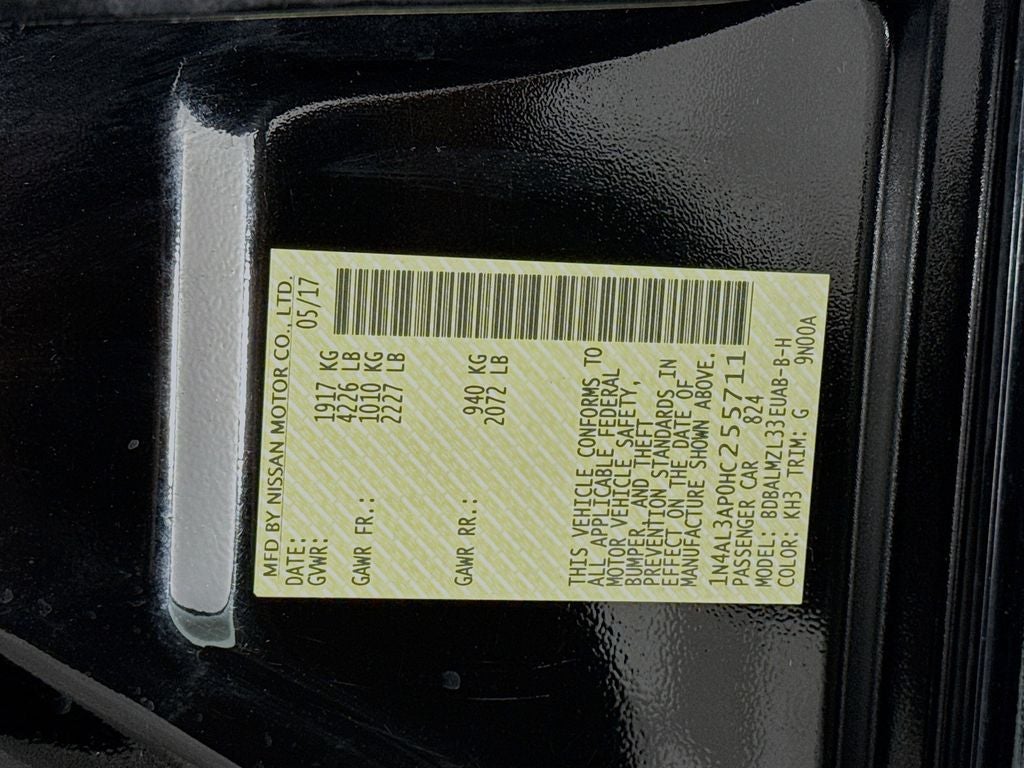 MFD BY NISSAN MOTOR CO., LTD.
DATE: 05/17
GVWR: 1917 KG
4226 LB
GAWR FR.: 1010 KG
2227 LB
GAWR RR.: 940 KG
2072 LB
THIS VEHICLE CONFORMS TO
ALL APPLICABLE FEDERAL
MOTOR VEHICLE SAFETY,
BUMPER, AND THEFT
PREVENTION STANDARDS IN
EFFECT ON THE DATE OF
MANUFACTURE SHOWN ABOVE.
1N4AL3AP0HC255711
PASSENGER CAR 824
MODEL: BDBALMZL33EUAB-B-H
COLOR: KH3 TRIM: G 9N00A